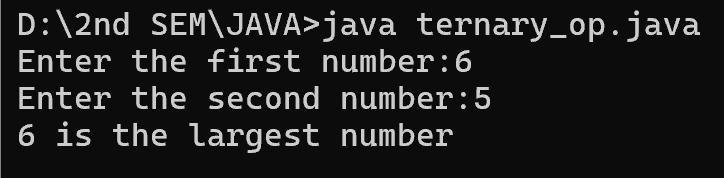 D:\2nd SEM\JAVA>java ternary_op.java
Enter the first number:6
Enter the second number:5
6 is the largest number